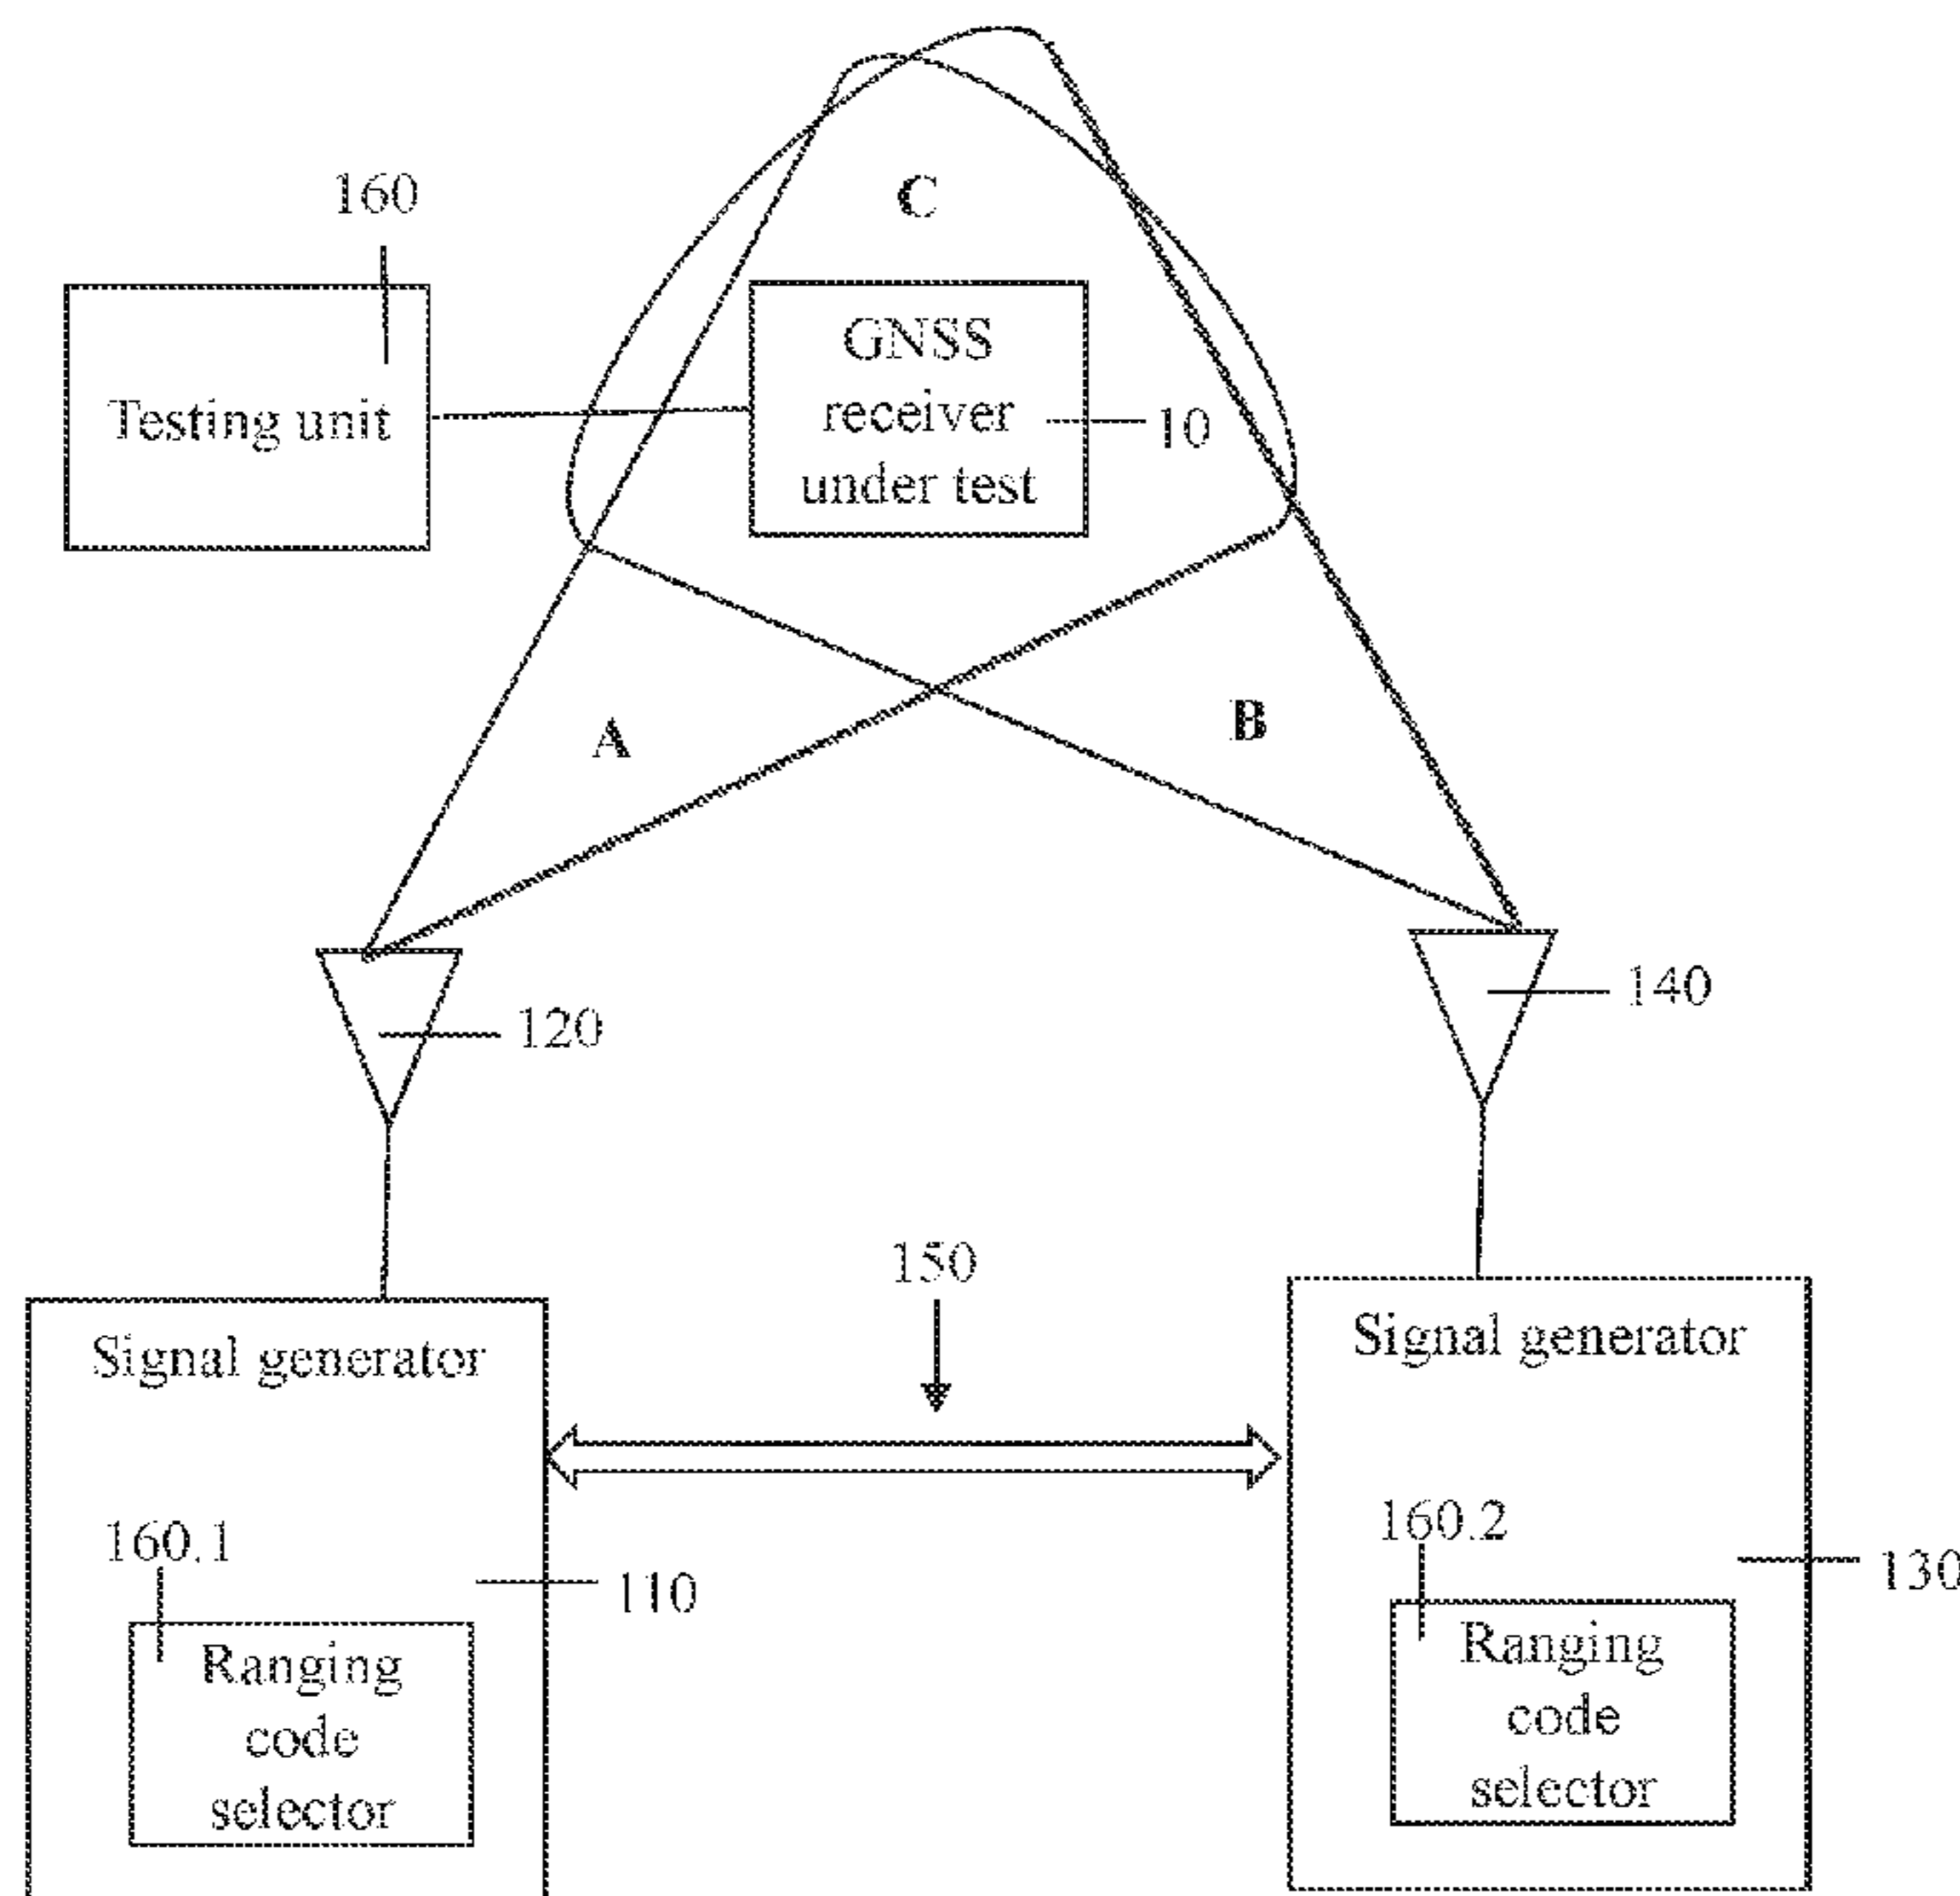 160
C
Testing unit
GNSS
receiver
under test
10
A
B
120
140
150
Signal generator
160.1
110
Ranging
code
selector
Signal generator
160.2
130
Ranging
code
selector